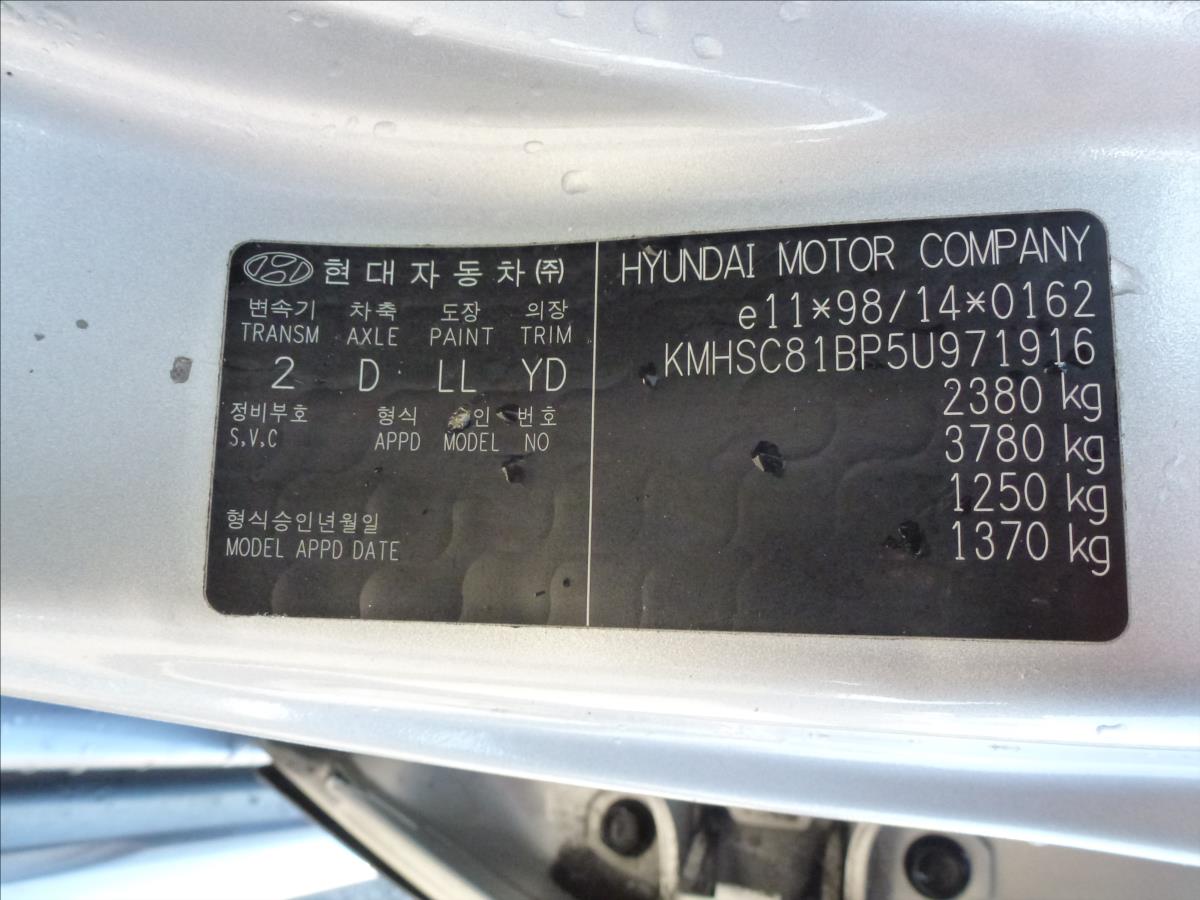 현대자동차㈜
변속기 차축 도장 의장
TRANSM AXLE PAINT TRIM
2 D LL YD
정비부호 형식 인 번호
S,V,C APPD MODEL NO
형식승인년월일
MODEL APPD DATE
HYUNDAI MOTOR COMPANY
e11*98/14*0162
KMHSC81BP5U971916
2380 kg
3780 kg
1250 kg
1370 kg